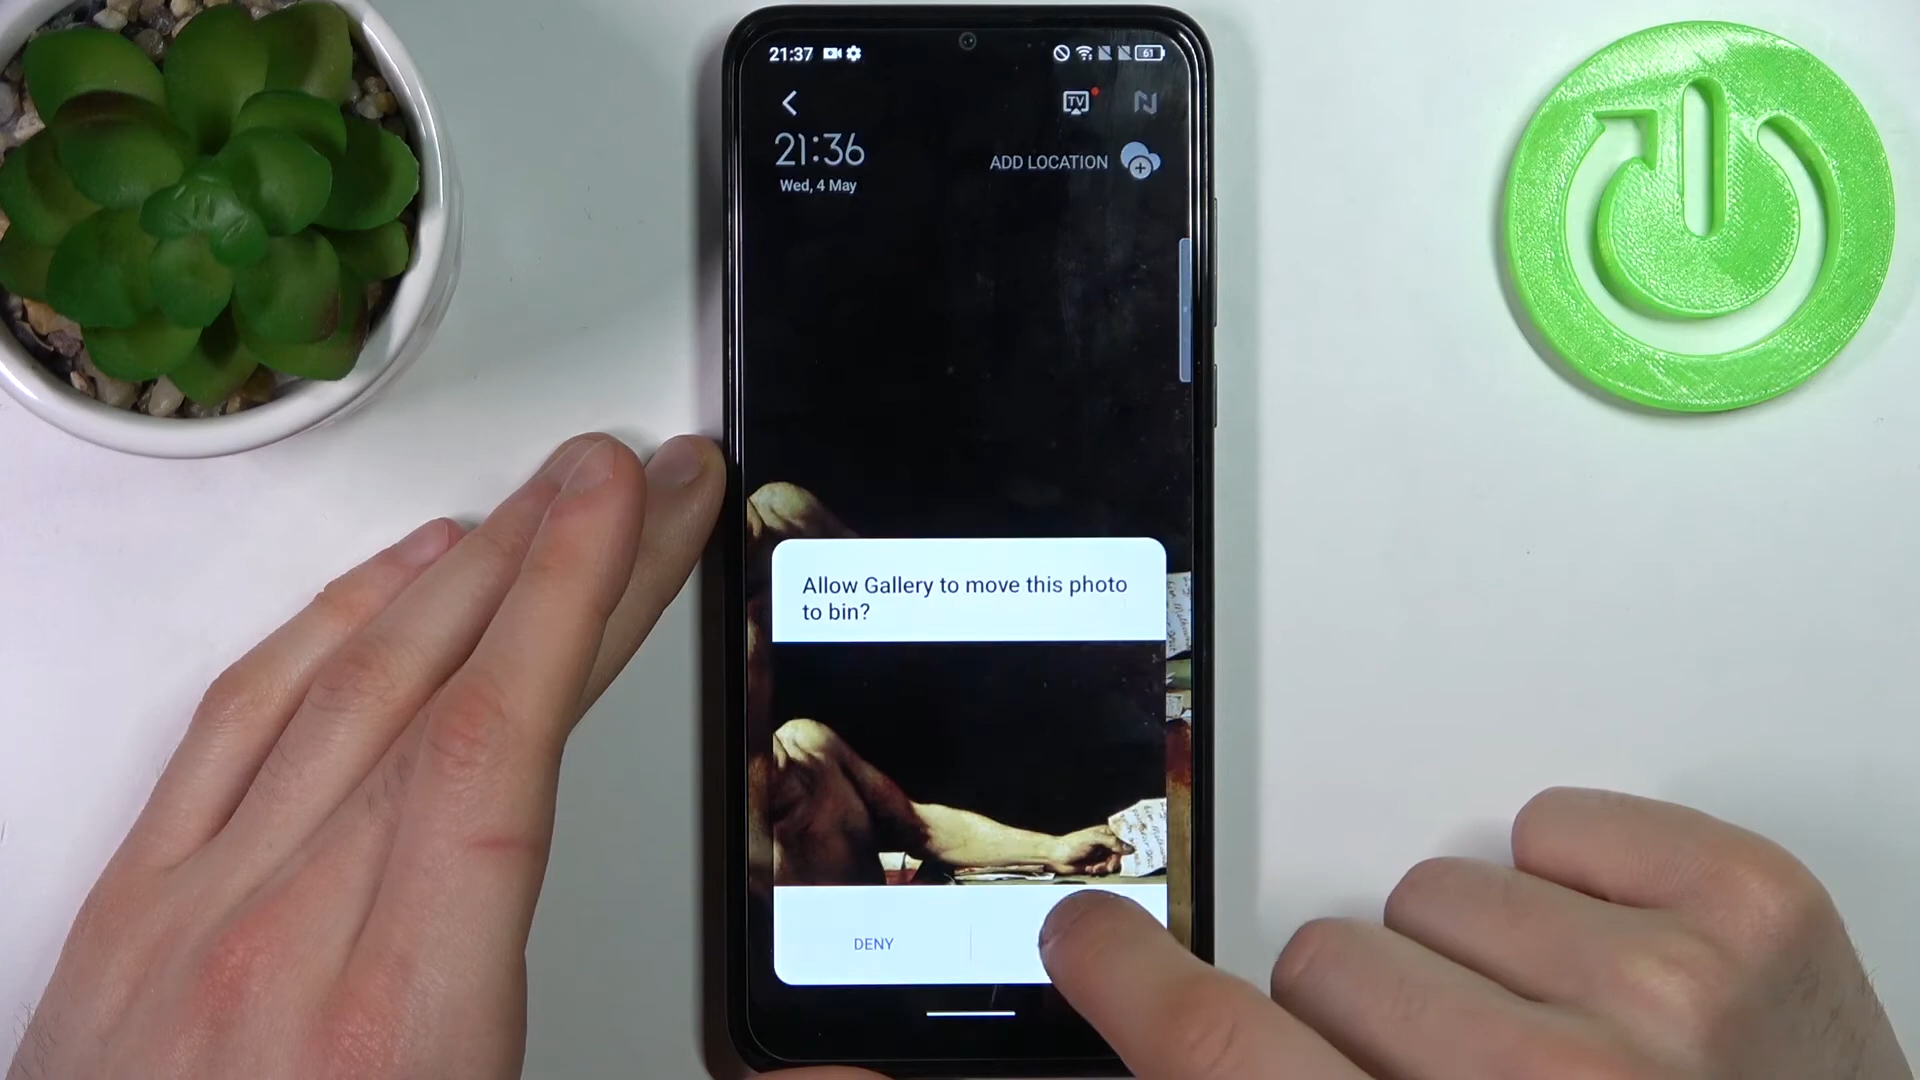 21:37
61
TV
21:36
ADD LOCATION
Wed, 4 May
Allow Gallery to move this photo
to bin?
DENY